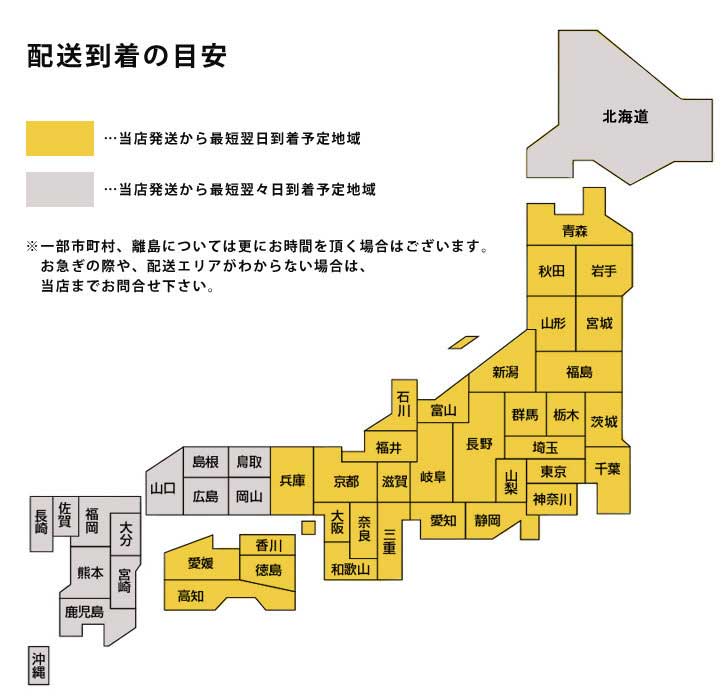 配送到着の目安
…当店発送から最短翌日到着予定地域
…当店発送から最短翌々日到着予定地域
※一部市町村、離島については更にお時間を頂く場合はございます。
お急ぎの際や、配送エリアがわからない場合は、
当店までお問合せ下さい。
北海道
青森
秋田
岩手
山形
宮城
新潟
福島
石川
富山
群馬
栃木
茨城
福井
長野
埼玉
島根
鳥取
兵庫
京都
滋賀
岐阜
山梨
東京
千葉
山口
広島
岡山
神奈川
長崎
佐賀
福岡
大分
大阪
奈良
三重
愛知
静岡
香川
愛媛
徳島
和歌山
熊本
宮崎
高知
鹿児島
沖縄